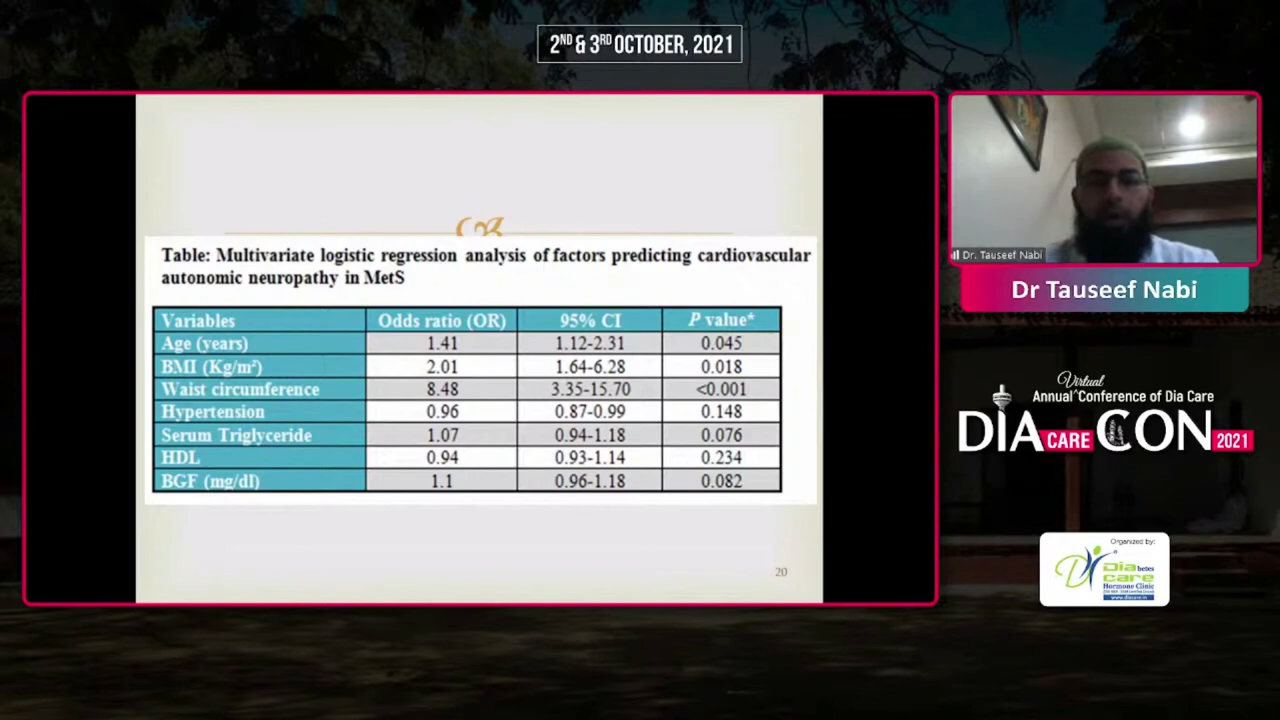 2ND & 3RD OCTOBER, 2021
Table: Multivariate logistic regression analysis of factors predicting cardiovascular
autonomic neuropathy in MetS
Variables Odds ratio (OR) 95% CI P value*
Age (years) 1.41 1.12-2.31 0.045
BMI (Kg/m²) 2.01 1.64-6.28 0.018
Waist circumference 8.48 3.35-15.70 <0.001
Hypertension 0.96 0.87-0.99 0.148
Serum Triglyceride 1.07 0.94-1.18 0.076
HDL 0.94 0.93-1.14 0.234
BGF (mg/dl) 1.1 0.96-1.18 0.082
20
Dr. Tauseef Nabi
Dr Tauseef Nabi
Virtual
Annual ^Conference of Dia Care
DIA CARE CON 2021
Organized by:
Diabetes
care
Hormone Clinic
www.diacare.in